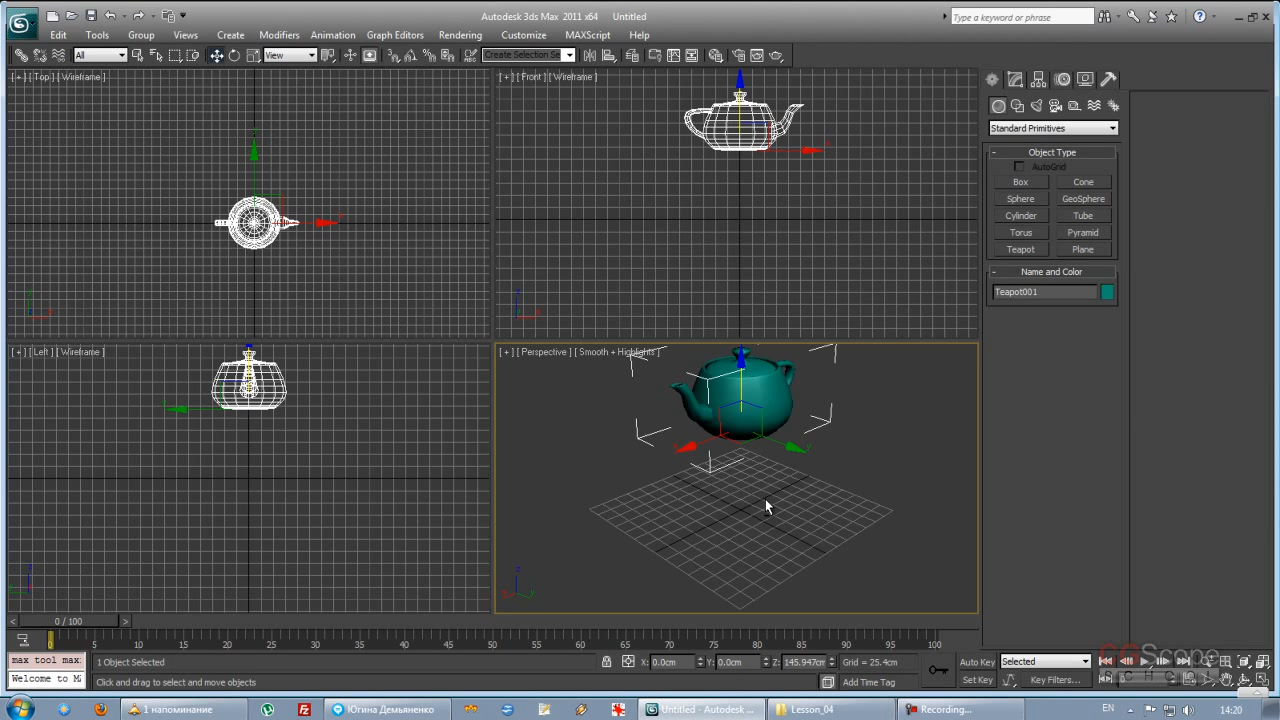 Autodesk 3ds Max 2011 x64 Untitled
Type a keyword or phrase
Edit Tools Group Views Create Modifiers Animation Graph Editors Rendering Customize MAXScript Help
All View Create Selection Se
[ + ] [ Top ] [ Wireframe ]
[ + ] [ Front ] [ Wireframe ]
Standard Primitives
Object Type
AutoGrid
Box Cone
Sphere GeoSphere
Cylinder Tube
Torus Pyramid
Teapot Plane
Name and Color
Teapot001
[ + ] [ Left ] [ Wireframe ]
[ + ] [ Perspective ] [ Smooth + Highlights ]
< 0 / 100 >
0 5 10 15 20 25 30 35 40 45 50 55 60 65 70 75 80 85 90 95 100
max tool max:
1 Object Selected
X: 0.0cm Y: 0.0cm Z: 145.947cm Grid = 25.4cm
Auto Key Selected
CGScope
Welcome to M
Click and drag to select and move objects
Add Time Tag
Set Key Key Filters...
SCHOOL
1 напоминание
Югина Демьяненко
Untitled - Autodesk ...
Lesson_04
Recording...
EN
14:20